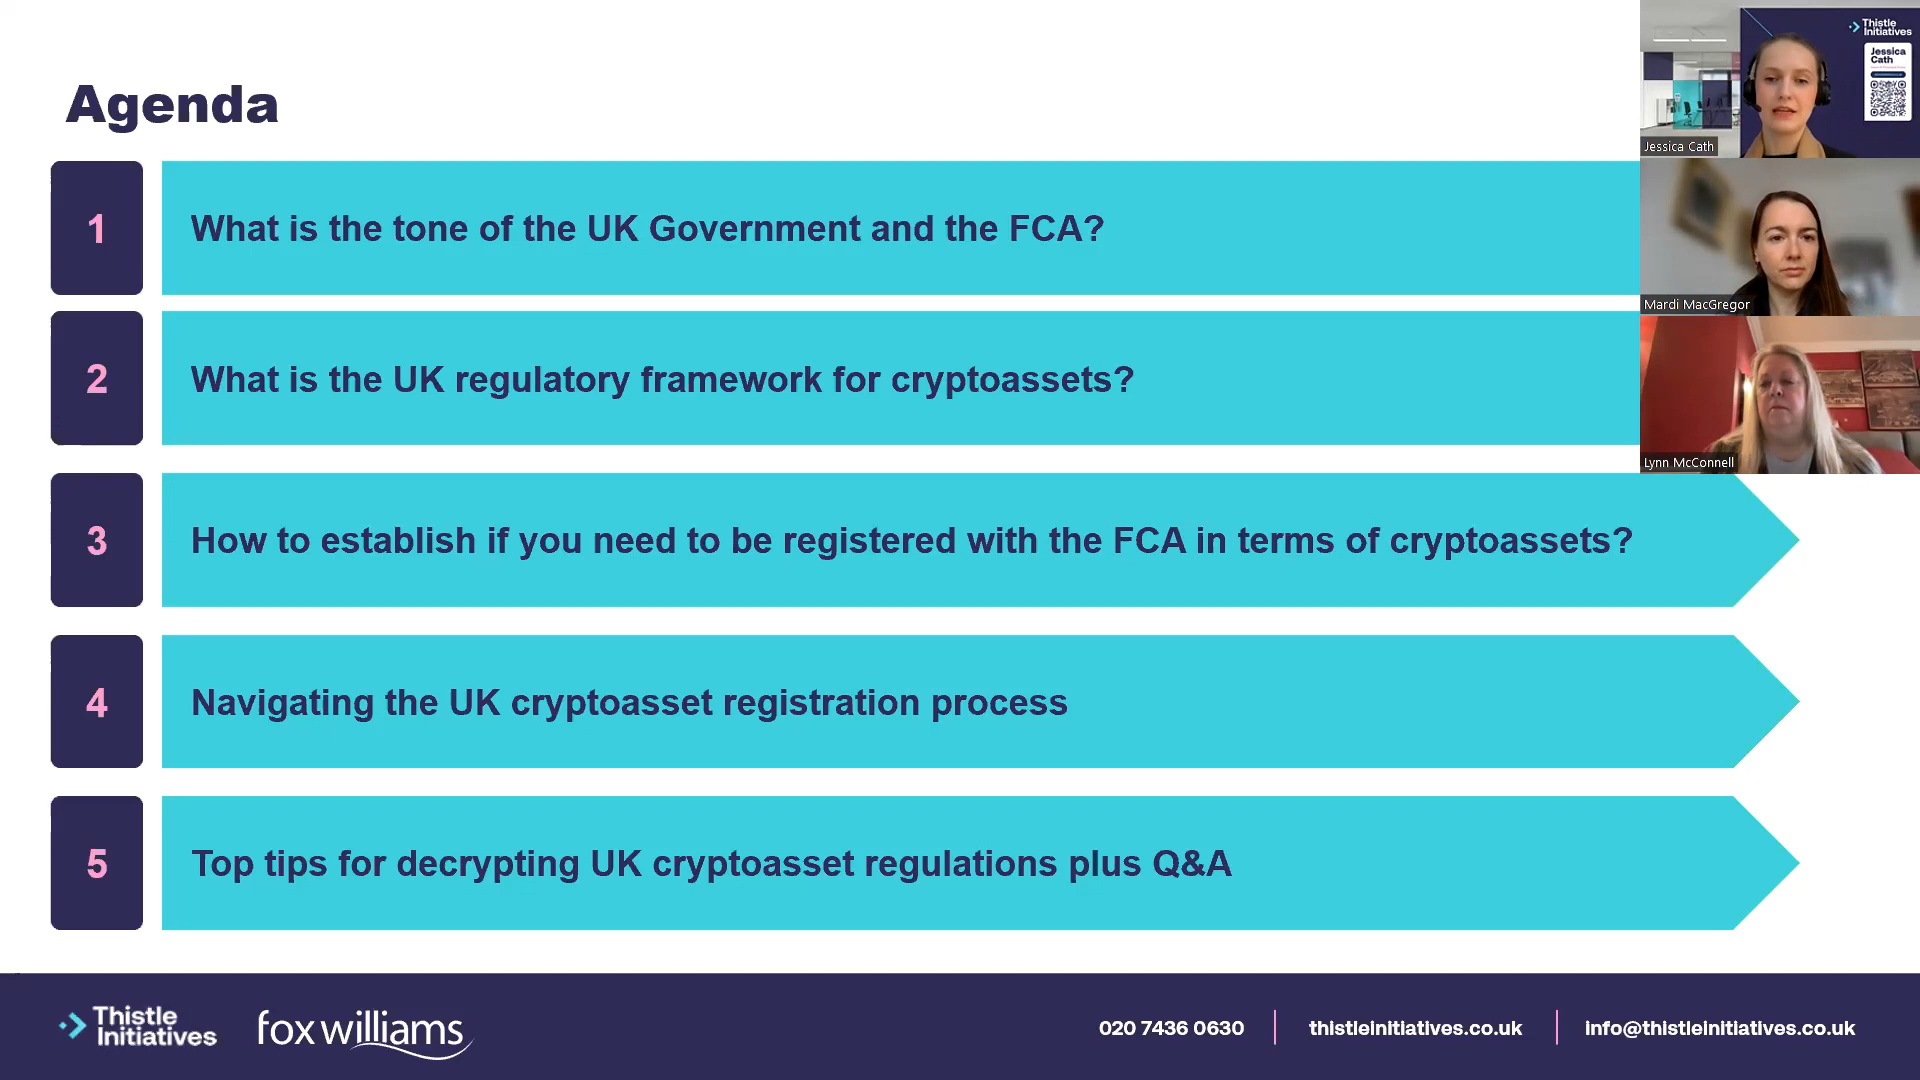 Agenda
1
What is the tone of the UK Government and the FCA?
2
What is the UK regulatory framework for cryptoassets?
3
How to establish if you need to be registered with the FCA in terms of cryptoassets?
4
Navigating the UK cryptoasset registration process
5
Top tips for decrypting UK cryptoasset regulations plus Q&A
Thistle
Initiatives
Jessica
Cath
Jessica Cath
Mardi MacGregor
Lynn McConnell
Thistle
Initiatives
foxwilliams
020 7436 0630
thistleinitiatives.co.uk
info@thistleinitiatives.co.uk